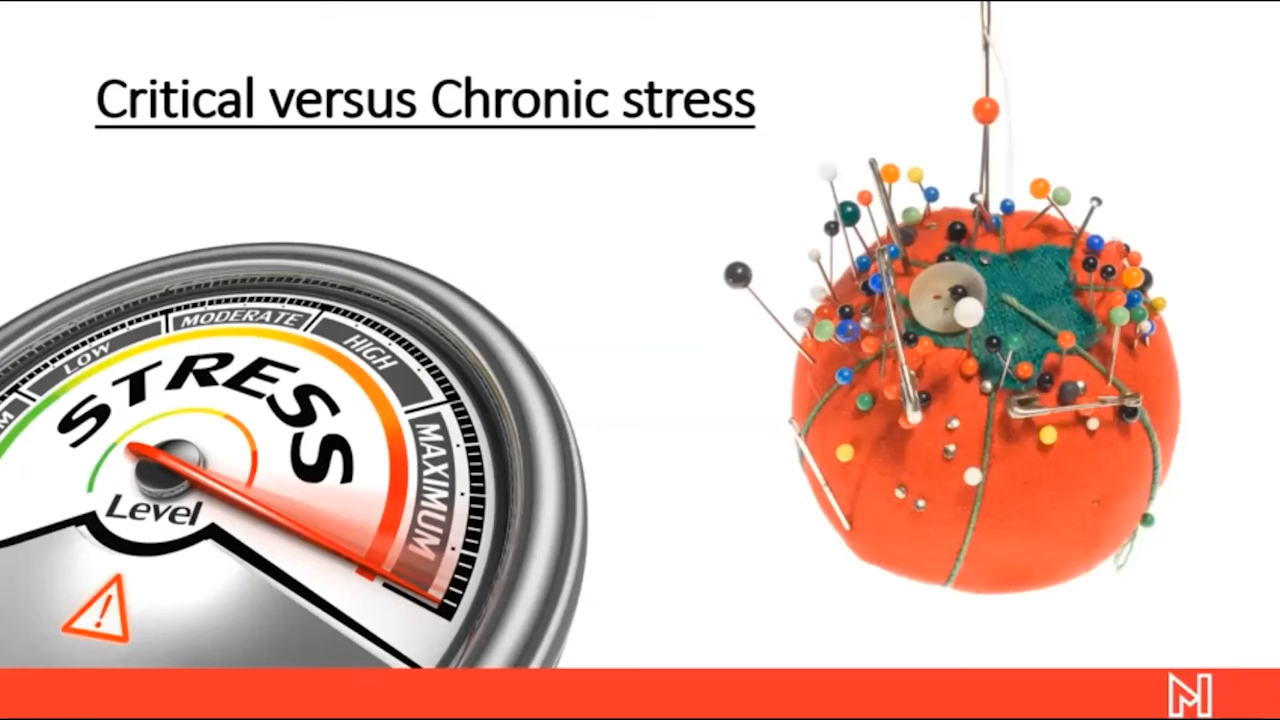 Critical versus Chronic stress
LOW
MODERATE
HIGH
MAXIMUM
STRESS
Level